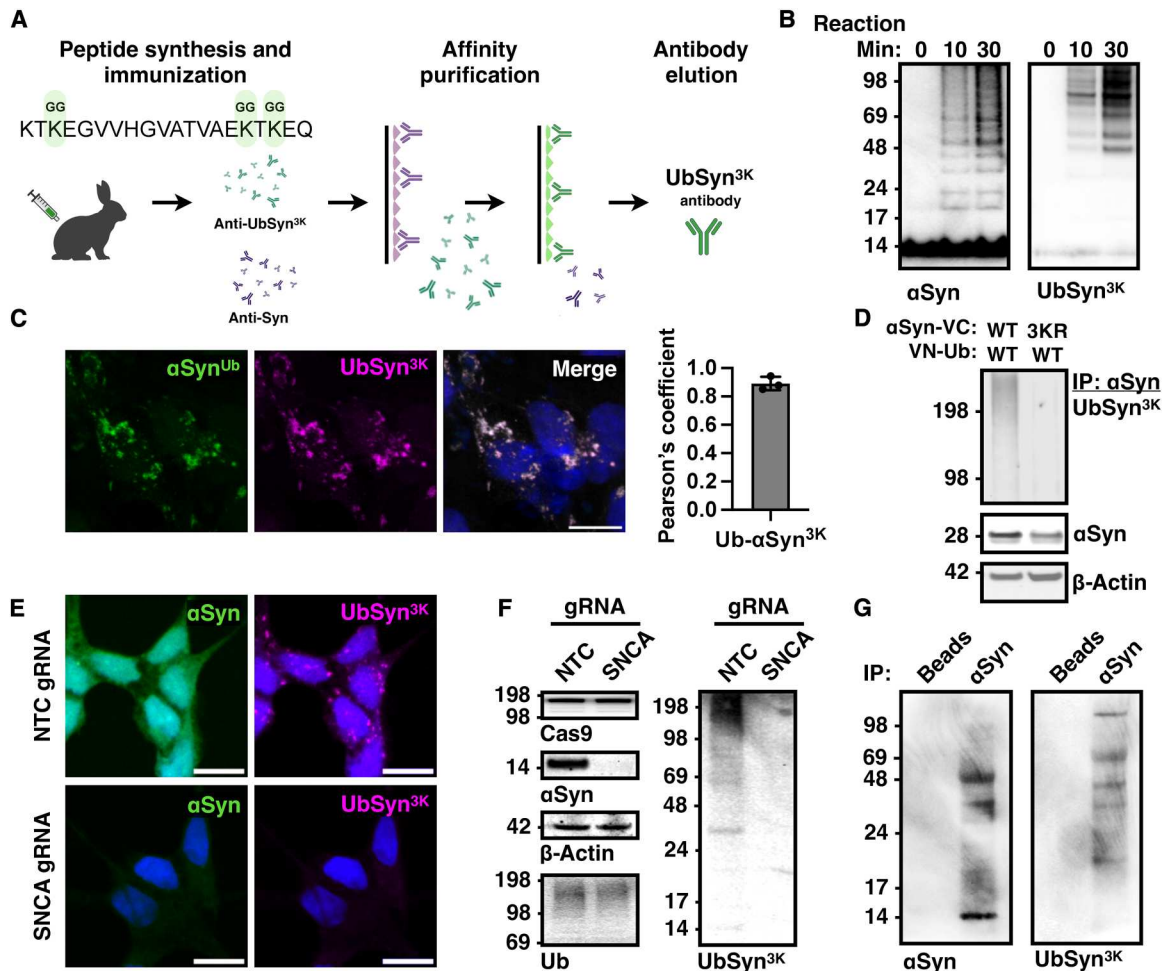 A
Peptide synthesis and
immunization
Affinity
purification
Antibody
elution
GG GG GG
KTKEGVVHGVATVAEKTKEQ
Anti-UbSyn³ᴷ
Anti-Syn
UbSyn³ᴷ
antibody
B Reaction
Min: 0 10 30 0 10 30
98
69
48
24
17
14
αSyn UbSyn³ᴷ
C
αSynᵁᵇ UbSyn³ᴷ Merge
Pearson's coefficient
1.0
0.8
0.6
0.4
0.2
0.0
Ub-αSyn³ᴷ
D
αSyn-VC: WT 3KR
VN-Ub: WT WT
IP: αSyn
UbSyn³ᴷ
198
98
28 αSyn
42 β-Actin
E
NTC gRNA
αSyn UbSyn³ᴷ
SNCA gRNA
αSyn UbSyn³ᴷ
F
gRNA gRNA
NTC SNCA NTC SNCA
198
98
Cas9
14
αSyn
42
β-Actin
198
98
69
Ub
198
98
69
48
24
17
14
UbSyn³ᴷ
G
IP: Beads αSyn Beads αSyn
98
69
48
24
17
14
αSyn UbSyn³ᴷ